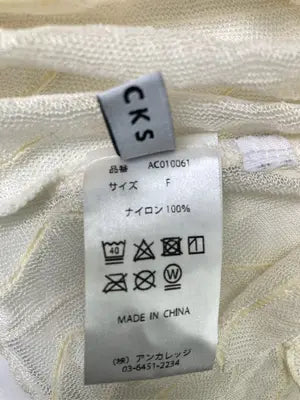 CKS
品番 AC010061
サイズ F
ナイロン 100%
40
W
MADE IN CHINA
(株) アンカレッジ
03-6451-2234